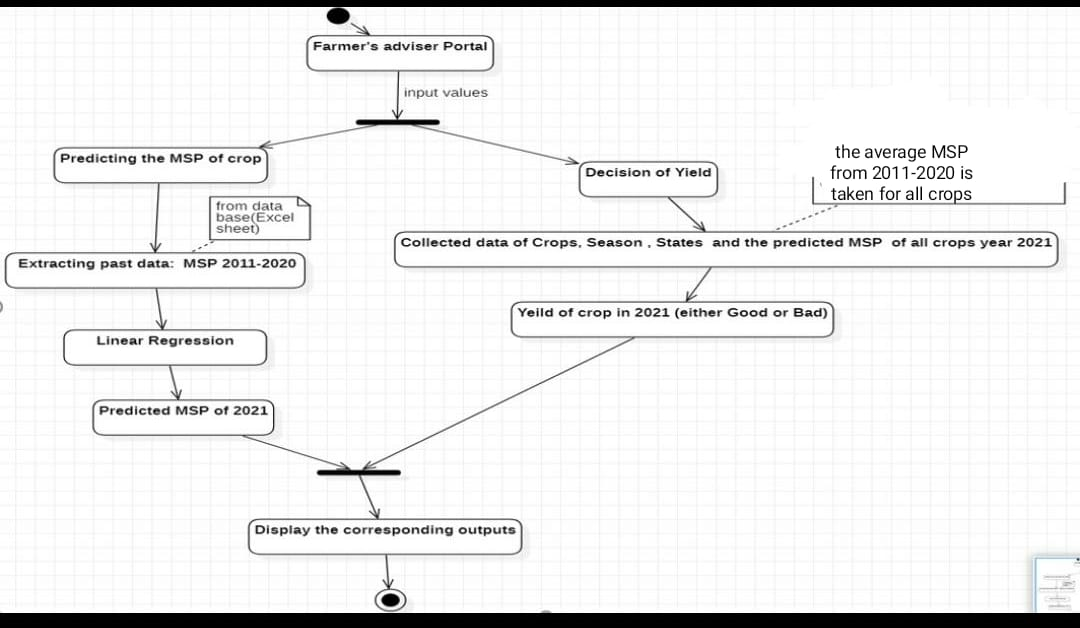 Farmer's adviser Portal
input values
Predicting the MSP of crop
Decision of Yield
the average MSP
from 2011-2020 is
taken for all crops
from data
base(Excel
sheet)
Collected data of Crops, Season , States and the predicted MSP of all crops year 2021
Extracting past data: MSP 2011-2020
Yeild of crop in 2021 (either Good or Bad)
Linear Regression
Predicted MSP of 2021
Display the corresponding outputs